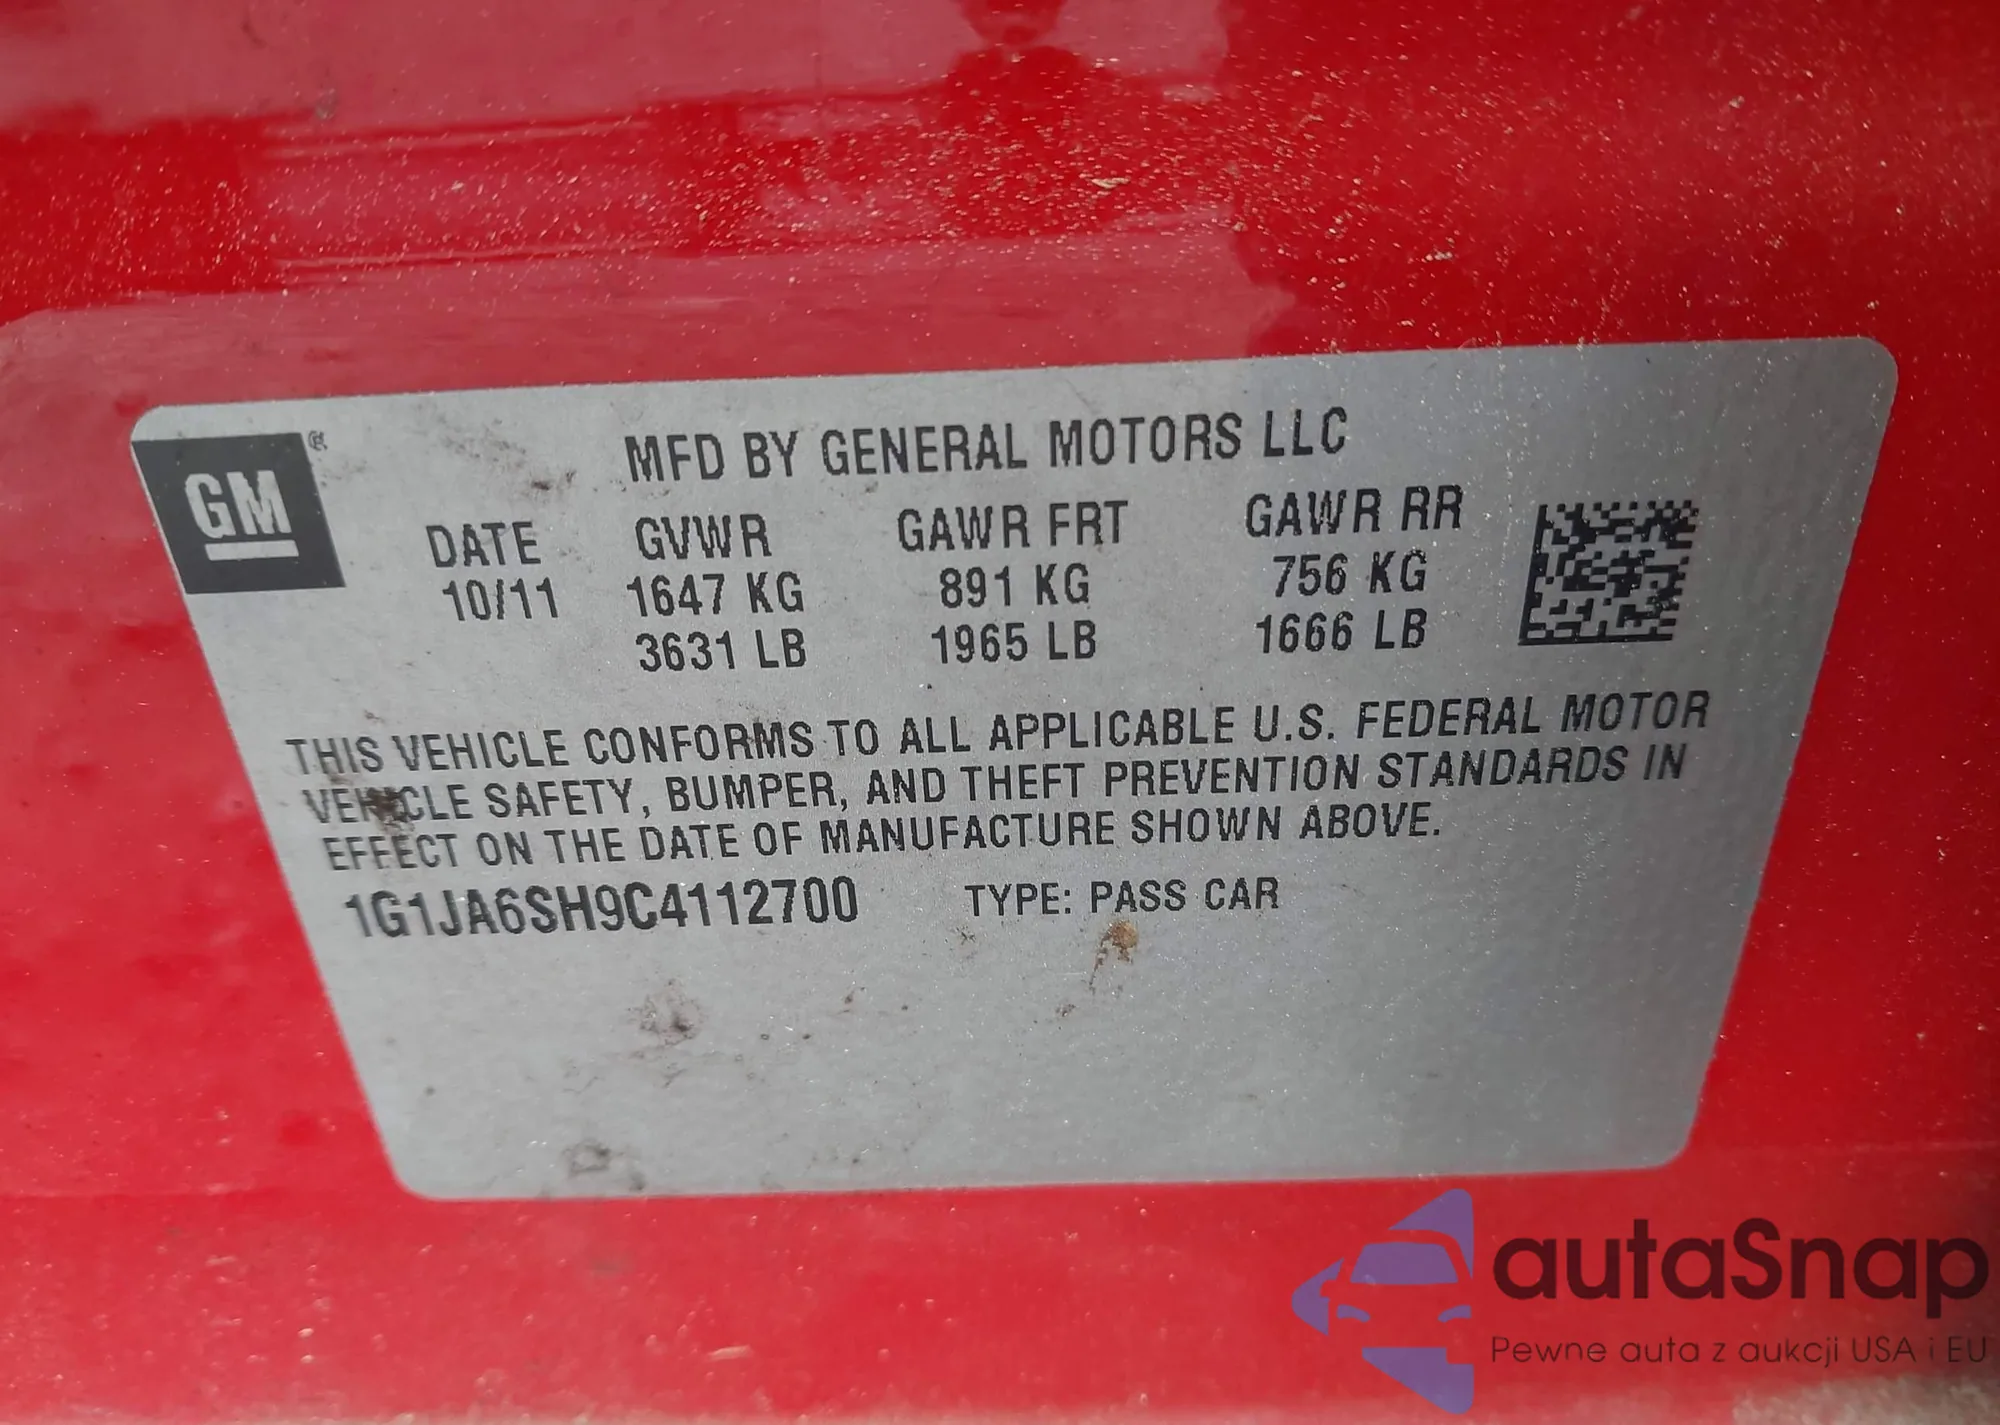 GM®
MFD BY GENERAL MOTORS LLC
DATE GVWR GAWR FRT GAWR RR
10/11 1647 KG 891 KG 756 KG
3631 LB 1965 LB 1666 LB
THIS VEHICLE CONFORMS TO ALL APPLICABLE U.S. FEDERAL MOTOR
VEHICLE SAFETY, BUMPER, AND THEFT PREVENTION STANDARDS IN
EFFECT ON THE DATE OF MANUFACTURE SHOWN ABOVE.
1G1JA6SH9C4112700 TYPE: PASS CAR
autaSnap
Pewne auta z aukcji USA i EU